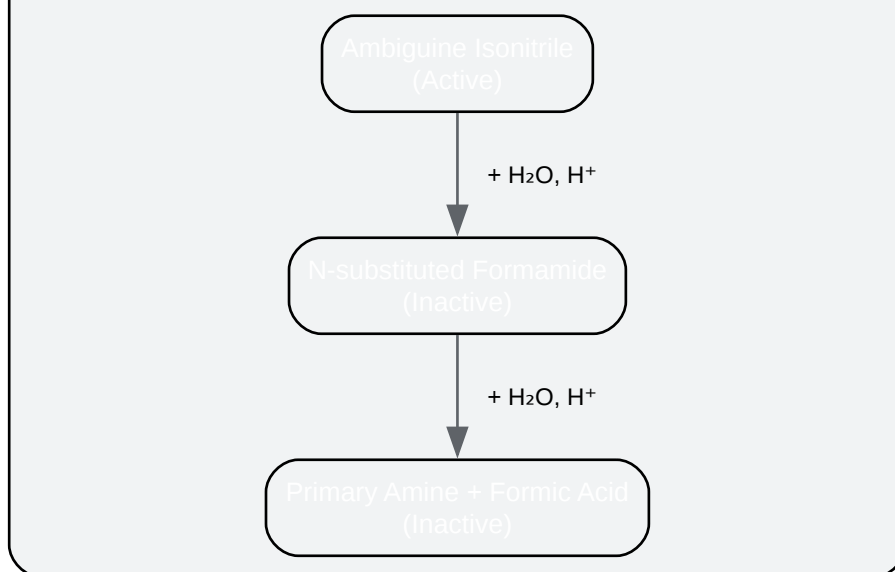 Ambiguine Isonitrile
(Active)
+ H₂O, H⁺
N-substituted Formamide
(Inactive)
+ H₂O, H⁺
Primary Amine + Formic Acid
(Inactive)